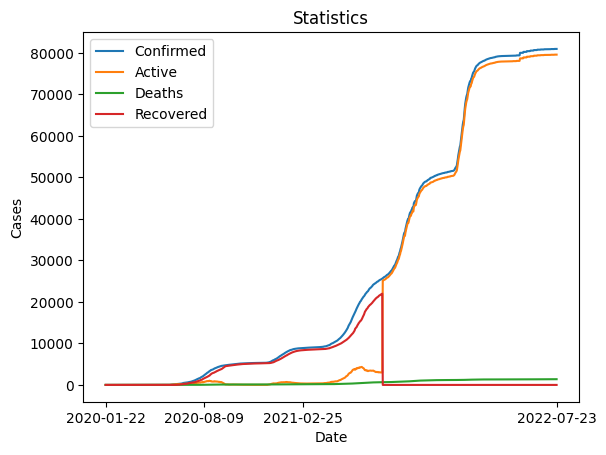 Statistics
Confirmed
Active
Deaths
Recovered
80000
70000
60000
50000
40000
30000
20000
10000
0
Cases
2020-01-22 2020-08-09 2021-02-25 2022-07-23
Date